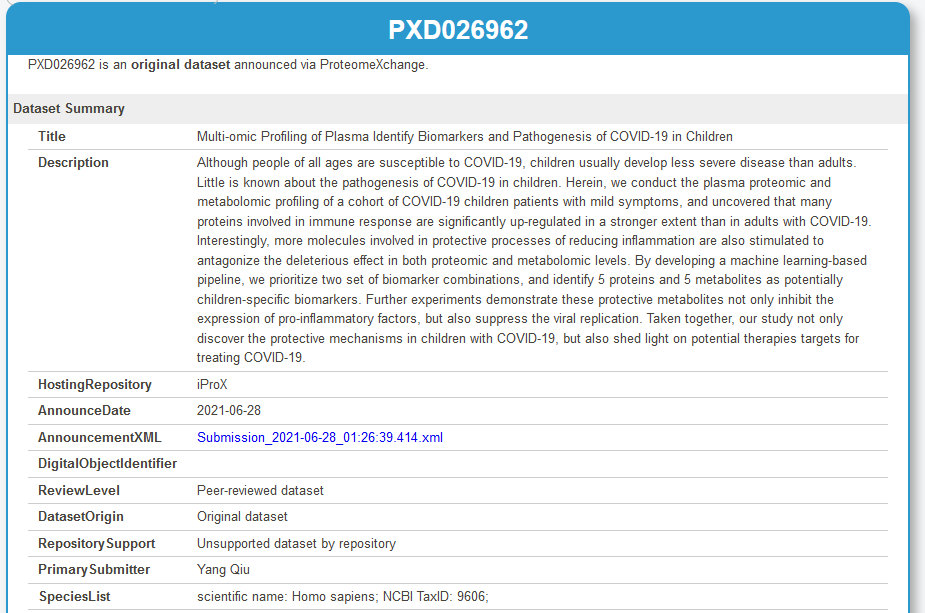 PXD026962
PXD026962 is an original dataset announced via ProteomeXchange.
Dataset Summary
Title Multi-omic Profiling of Plasma Identify Biomarkers and Pathogenesis of COVID-19 in Children
Description Although people of all ages are susceptible to COVID-19, children usually develop less severe disease than adults.
Little is known about the pathogenesis of COVID-19 in children. Herein, we conduct the plasma proteomic and
metabolomic profiling of a cohort of COVID-19 children patients with mild symptoms, and uncovered that many
proteins involved in immune response are significantly up-regulated in a stronger extent than in adults with COVID-19.
Interestingly, more molecules involved in protective processes of reducing inflammation are also stimulated to
antagonize the deleterious effect in both proteomic and metabolomic levels. By developing a machine learning-based
pipeline, we prioritize two set of biomarker combinations, and identify 5 proteins and 5 metabolites as potentially
children-specific biomarkers. Further experiments demonstrate these protective metabolites not only inhibit the
expression of pro-inflammatory factors, but also suppress the viral replication. Taken together, our study not only
discover the protective mechanisms in children with COVID-19, but also shed light on potential therapies targets for
treating COVID-19.
HostingRepository iProX
AnnounceDate 2021-06-28
AnnouncementXML Submission_2021-06-28_01:26:39.414.xml
DigitalObjectIdentifier
ReviewLevel Peer-reviewed dataset
DatasetOrigin Original dataset
RepositorySupport Unsupported dataset by repository
PrimarySubmitter Yang Qiu
SpeciesList scientific name: Homo sapiens; NCBI TaxID: 9606;